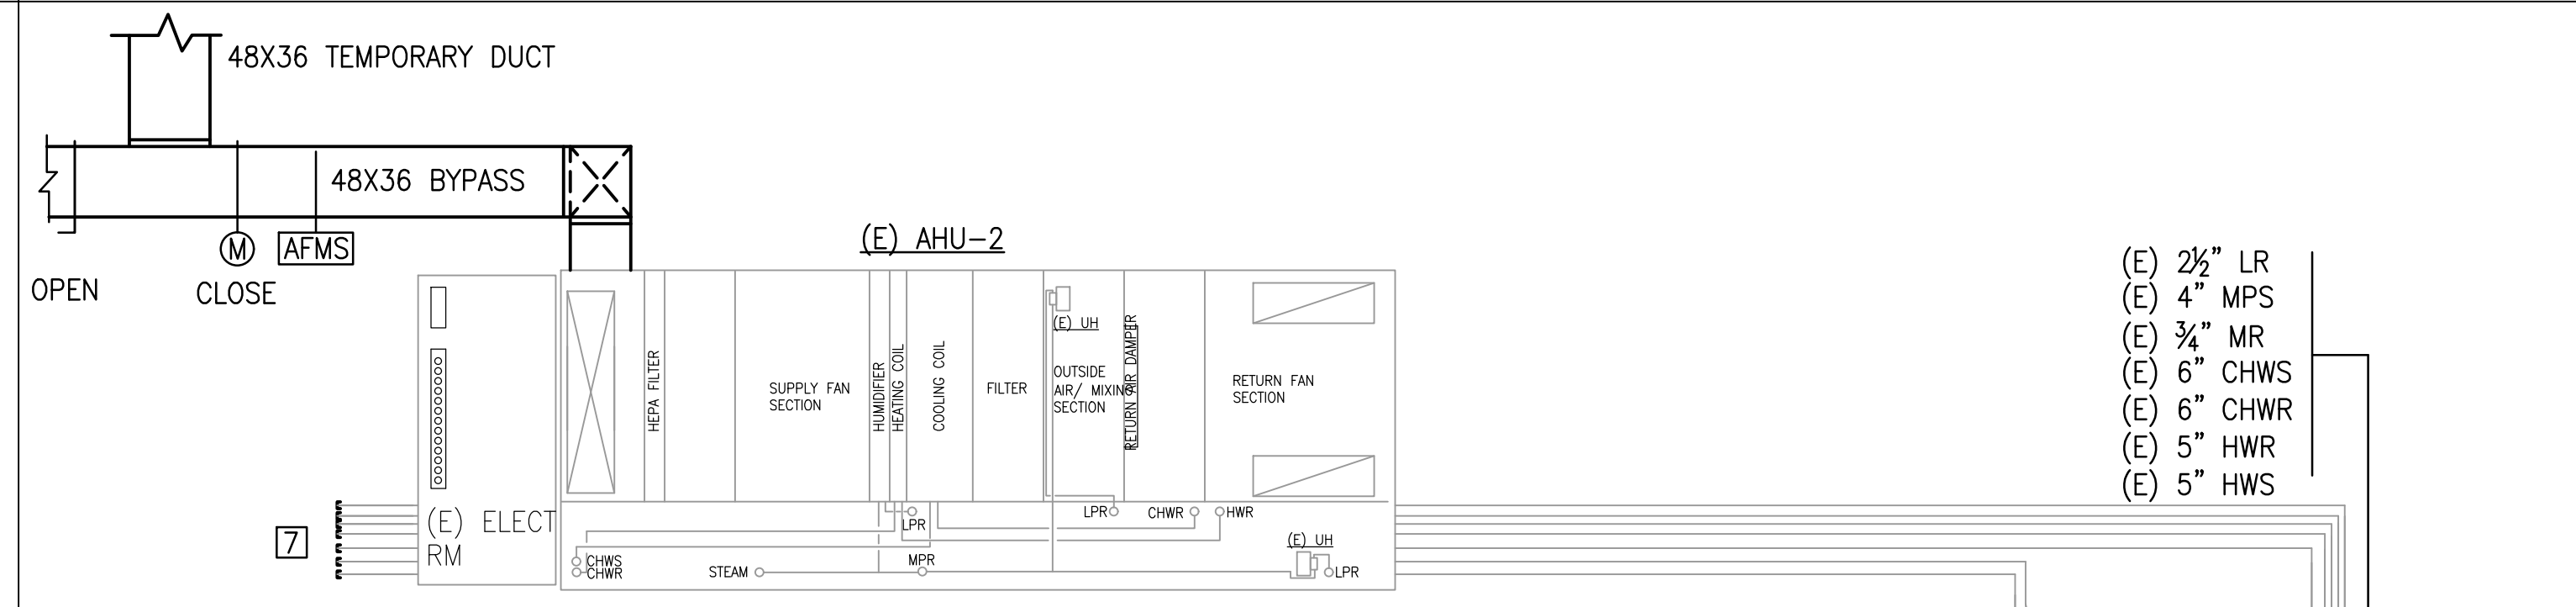 48X36 TEMPORARY DUCT
48X36 BYPASS
M
AFMS
OPEN
CLOSE
(E) AHU-2
(E) 2½" LR
(E) 4" MPS
(E) ¾" MR
(E) 6" CHWS
(E) 6" CHWR
(E) 5" HWR
(E) 5" HWS
HEPA FILTER
SUPPLY FAN
SECTION
HUMIDIFIER
HEATING COIL
COOLING COIL
FILTER
(E) UH
OUTSIDE
AIR/ MIXING
SECTION
RETURN AIR DAMPER
RETURN FAN
SECTION
7
(E) ELECT
RM
LPR
LPR
CHWR
HWR
CHWS
CHWR
STEAM
MPR
(E) UH
LPR